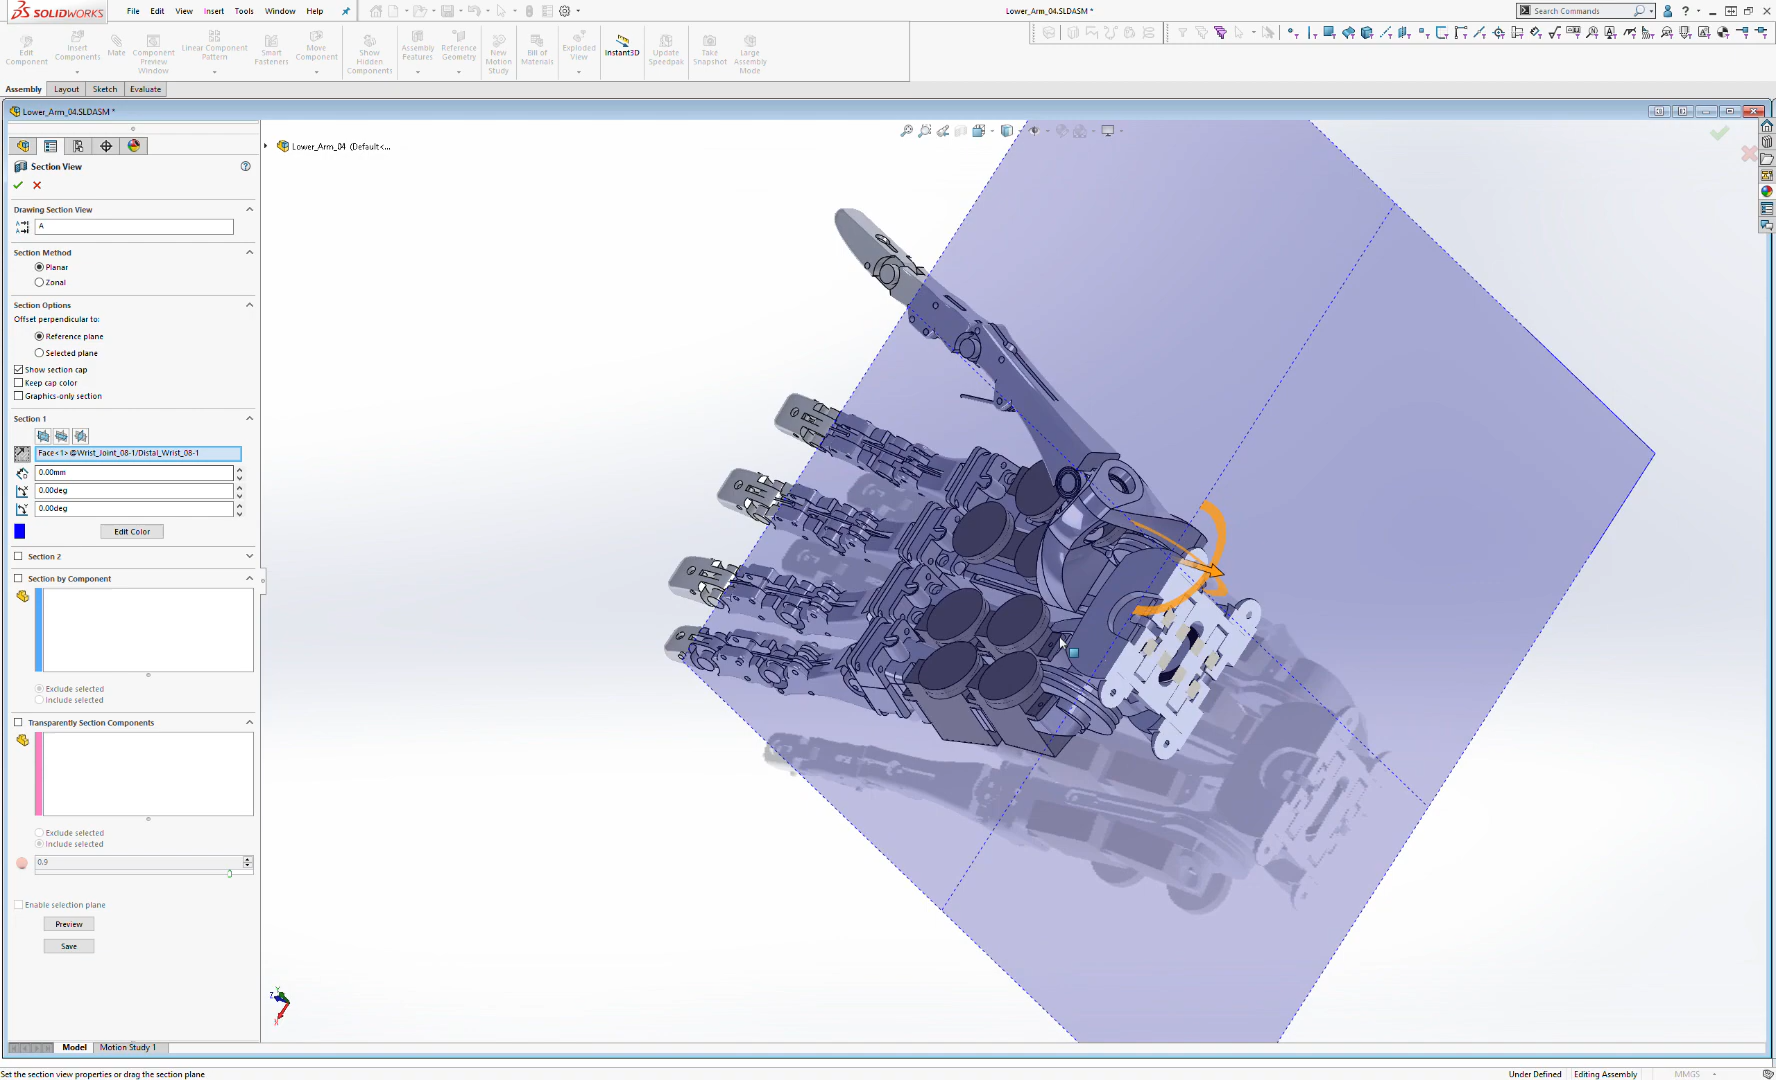 SOLIDWORKS
File Edit View Insert Tools Window Help
Lower_Arm_04.SLDASM *
Search Commands
Edit Component
Insert Components
Mate
Component Preview Window
Linear Component Pattern
Smart Fasteners
Move Component
Show Hidden Components
Assembly Features
Reference Geometry
New Motion Study
Bill of Materials
Exploded View
Instant3D
Update Speedpak
Take Snapshot
Large Assembly Mode
Assembly Layout Sketch Evaluate
Lower_Arm_04.SLDASM *
Lower_Arm_04 (Default<...
Section View
Drawing Section View
A
Section Method
Planar
Zonal
Section Options
Offset perpendicular to:
Reference plane
Selected plane
Show section cap
Keep cap color
Graphics-only section
Section 1
Face<1>@Wrist_Joint_08-1/Distal_Wrist_08-1
0.00mm
0.00deg
0.00deg
Edit Color
Section 2
Section by Component
Exclude selected
Include selected
Transparently Section Components
Exclude selected
Include selected
0.9
Enable selection plane
Preview
Save
Model Motion Study 1
Set the section view properties or drag the section plane
Under Defined Editing Assembly MMGS